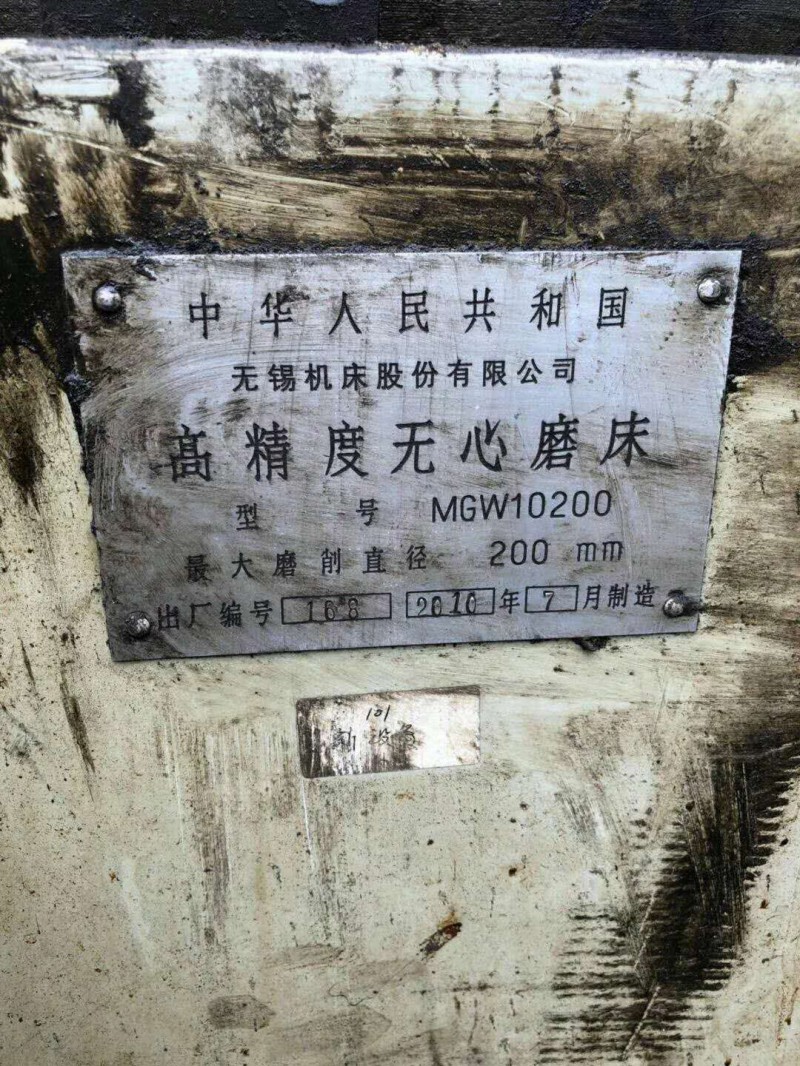 中华人民共和国
无锡机床股份有限公司
高精度无心磨床
型 号 MGW10200
最大磨削直径 200 mm
出厂编号 168 2010 年 7 月制造
101